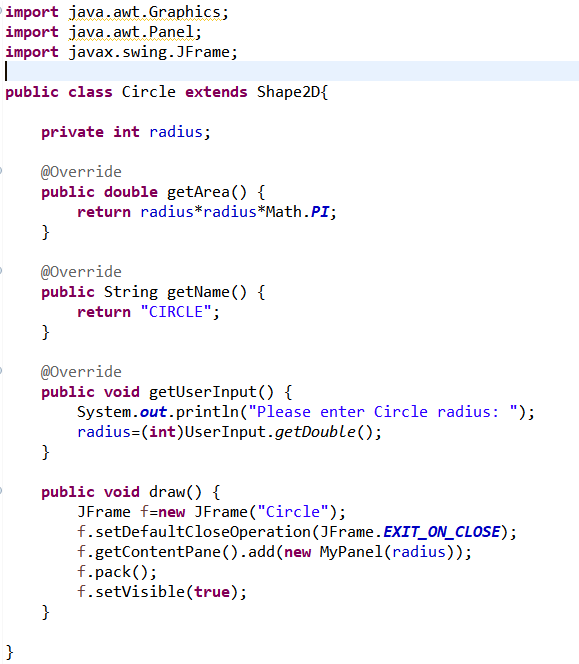 import java.awt.Graphics;
import java.awt.Panel;
import javax.swing.JFrame;

public class Circle extends Shape2D{

    private int radius;

    @Override
    public double getArea() {
        return radius*radius*Math.PI;
    }

    @Override
    public String getName() {
        return "CIRCLE";
    }

    @Override
    public void getUserInput() {
        System.out.println("Please enter Circle radius: ");
        radius=(int)UserInput.getDouble();
    }

    public void draw() {
        JFrame f=new JFrame("Circle");
        f.setDefaultCloseOperation(JFrame.EXIT_ON_CLOSE);
        f.getContentPane().add(new MyPanel(radius));
        f.pack();
        f.setVisible(true);
    }

}